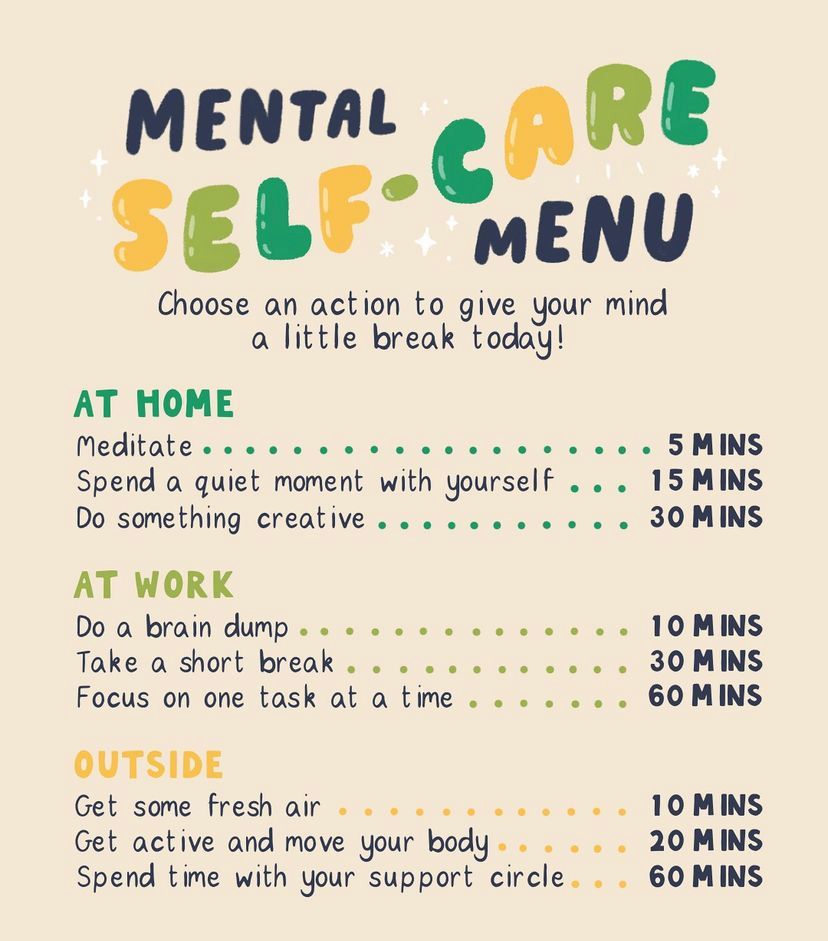 MENTAL
SELF-CARE
MENU
Choose an action to give your mind
a little break today!
AT HOME
Meditate . . . . . . . . . . . . . . . . . . . . 5 MINS
Spend a quiet moment with yourself . . . 15 MINS
Do something creative . . . . . . . . . . . 30 MINS
AT WORK
Do a brain dump . . . . . . . . . . . . . . 10 MINS
Take a short break . . . . . . . . . . . . 30 MINS
Focus on one task at a time . . . . . . . 60 MINS
OUTSIDE
Get some fresh air . . . . . . . . . . . . 10 MINS
Get active and move your body . . . . . . 20 MINS
Spend time with your support circle . . . 60 MINS